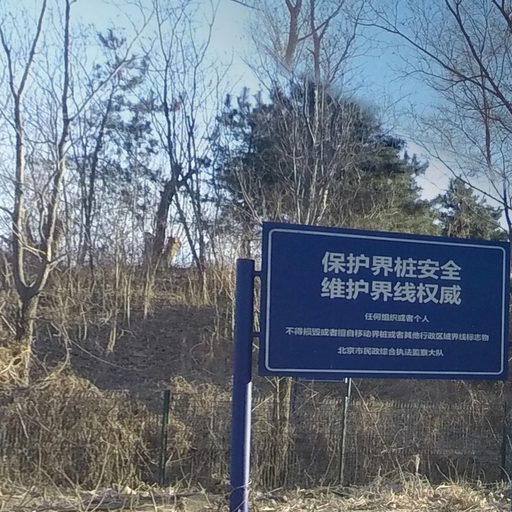 保护界桩安全
维护界线权威
任何组织或者个人
不得损毁或者擅自移动界桩或者其他行政区域界线标志物
北京市民政综合执法监察大队